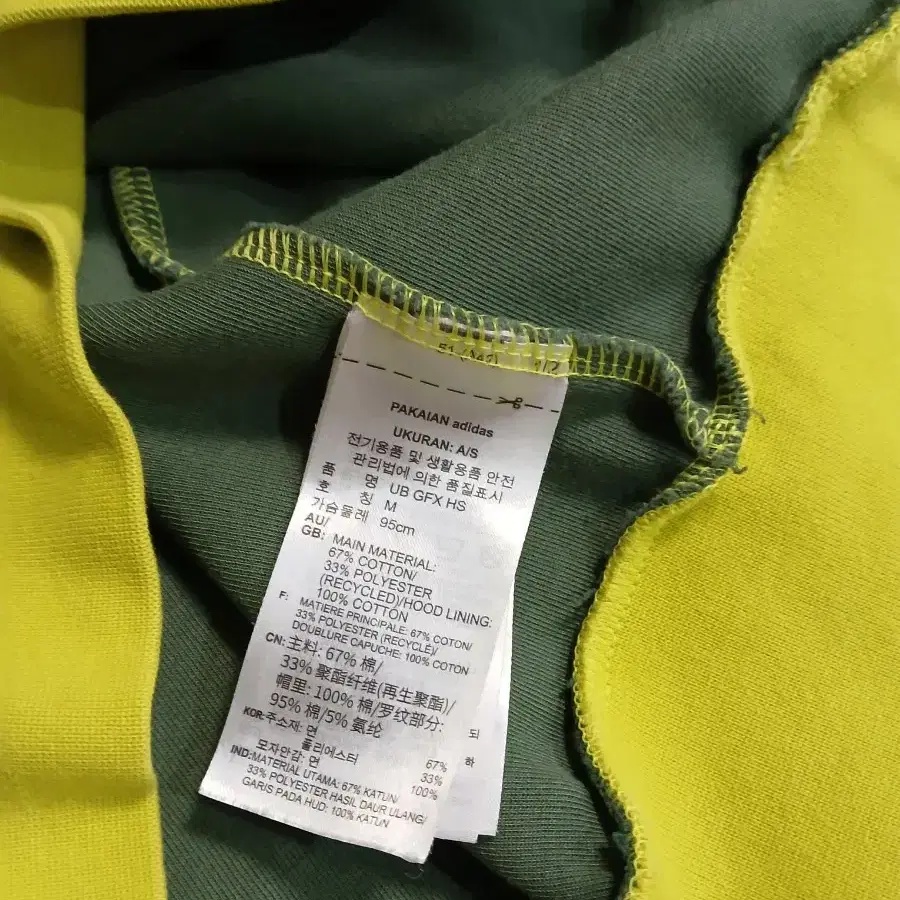 PAKAIAN adidas
UKURAN: A/S
전기용품 및 생활용품 안전
관리법에 의한 품질표시
품 명 UB GFX HS
호 칭 M
가슴둘레 95cm
AU/
GB: MAIN MATERIAL:
67% COTTON/
33% POLYESTER
(RECYCLED)/HOOD LINING:
100% COTTON
F: MATIERE PRINCIPALE: 67% COTON/
33% POLYESTER (RECYCLÉ)/
DOUBLURE CAPUCHE: 100% COTON
CN: 主料: 67% 棉/
33% 聚酯纤维(再生聚酯)/
帽里: 100% 棉/罗纹部分:
95% 棉/5% 氨纶
KOR: 주소재: 면 67%
폴리에스터 33%
모자안감: 면 100%
IND: MATERIAL UTAMA: 67% KATUN/
33% POLYESTER HASIL DAUR ULANG/
GARIS PADA HUD: 100% KATUN
되
하